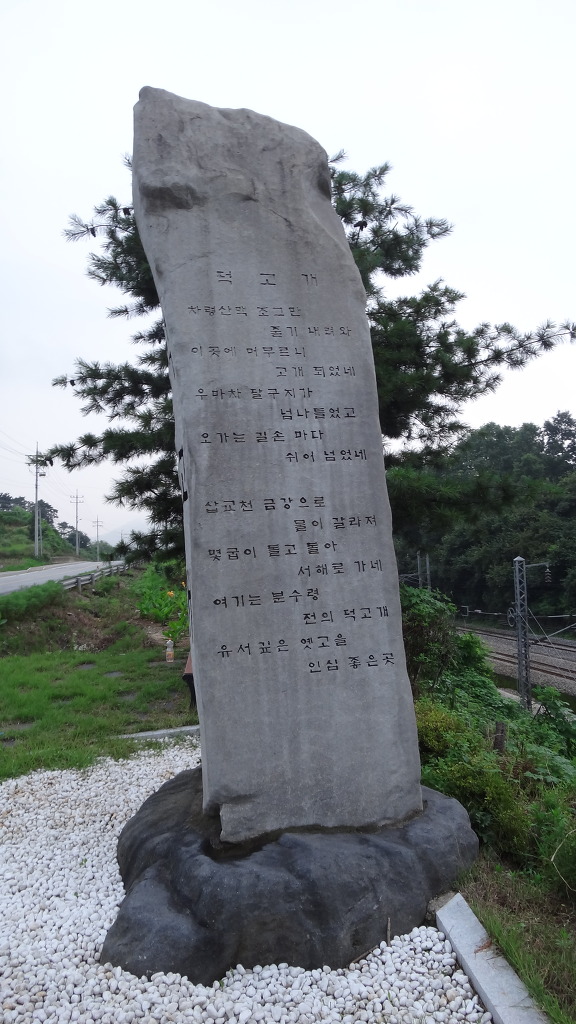 덕고개
차령산맥 조그만
줄기 내려와
이곳에 머무르니
고개 되었네
우마차 달구지가
넘나들었고
오가는 길손 마다
쉬어 넘었네
삽교천 금강으로
물이 갈라져
몇굽이 돌고 돌아
서해로 가네
여기는 분수령
전의 덕고개
유서 깊은 옛고을
인심 좋은곳